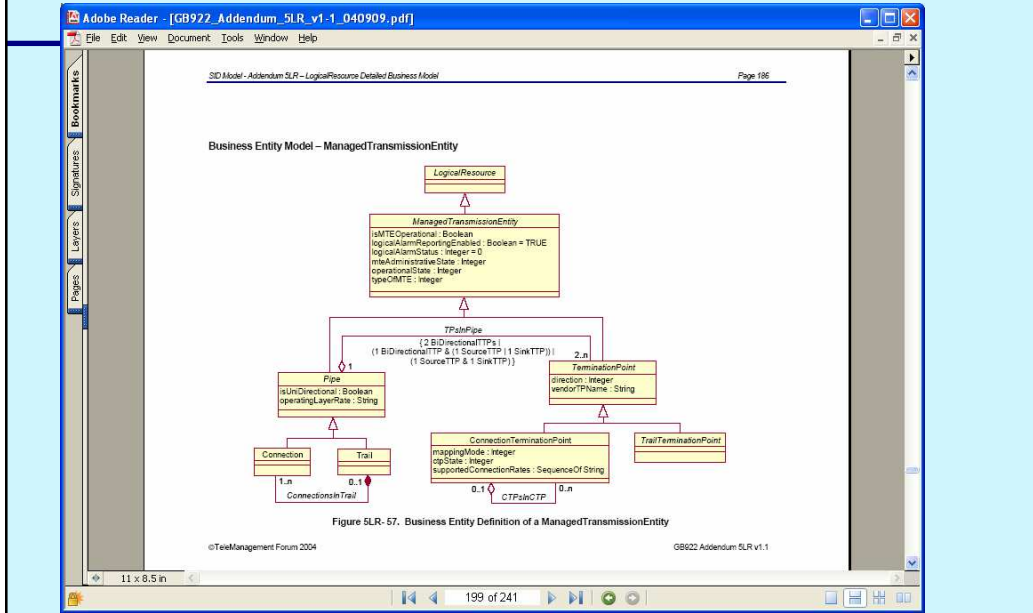 Adobe Reader - [GB922_Addendum_5LR_v1-1_040909.pdf]
File Edit View Document Tools Window Help
Bookmarks
Signatures
Layers
Pages
SID Model - Addendum 5LR – LogicalResource Detailed Business Model Page 186
Business Entity Model – ManagedTransmissionEntity
LogicalResource
ManagedTransmissionEntity
isMTEOperational : Boolean
logicalAlarmReportingEnabled : Boolean = TRUE
logicalAlarmStatus : Integer = 0
mteAdministrativeState : Integer
operationalState : Integer
typeOfMTE : Integer
TPsInPipe
{ 2 BiDirectionalTTPs |
(1 BiDirectionalTTP & (1 SourceTTP | 1 SinkTTP)) |
(1 SourceTTP & 1 SinkTTP) }
1
2..n
Pipe
isUniDirectional : Boolean
operatingLayerRate : String
TerminationPoint
direction : Integer
vendorTPName : String
Connection
Trail
1..n
0..1
ConnectionsInTrail
ConnectionTerminationPoint
mappingMode : Integer
ctpState : Integer
supportedConnectionRates : SequenceOfString
TrailTerminationPoint
0..1
0..n
CTPsInCTP
Figure 5LR- 57. Business Entity Definition of a ManagedTransmissionEntity
©TeleManagement Forum 2004 GB922 Addendum 5LR v1.1
11 x 8.5 in
199 of 241